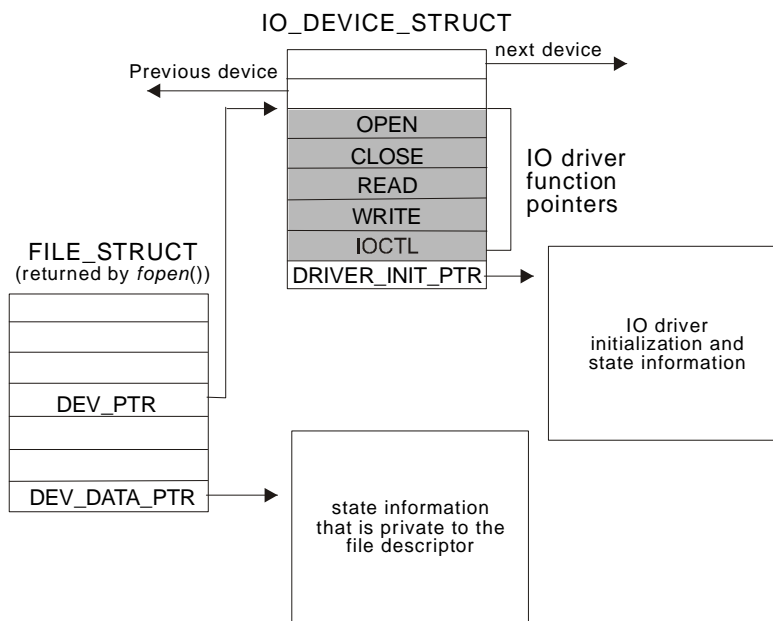 IO_DEVICE_STRUCT
next device
Previous device
OPEN
CLOSE
READ
WRITE
IOCTL
DRIVER_INIT_PTR
IO driver
function
pointers
FILE_STRUCT
(returned by fopen())
DEV_PTR
DEV_DATA_PTR
IO driver
initialization and
state information
state information
that is private to the
file descriptor